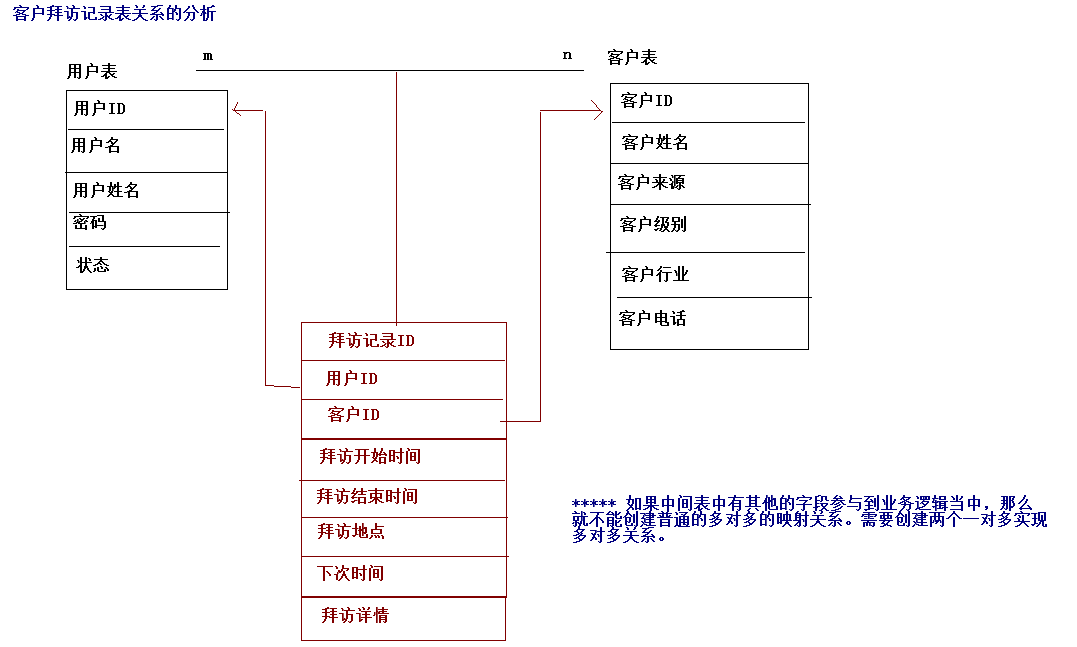 客户拜访记录表关系的分析
m
n
用户表
客户表
用户ID
用户名
用户姓名
密码
状态
客户ID
客户姓名
客户来源
客户级别
客户行业
客户电话
拜访记录ID
用户ID
客户ID
拜访开始时间
拜访结束时间
拜访地点
下次时间
拜访详情
***** 如果中间表中有其他的字段参与到业务逻辑当中，那么
就不能创建普通的多对多的映射关系。需要创建两个一对多实现
多对多关系。